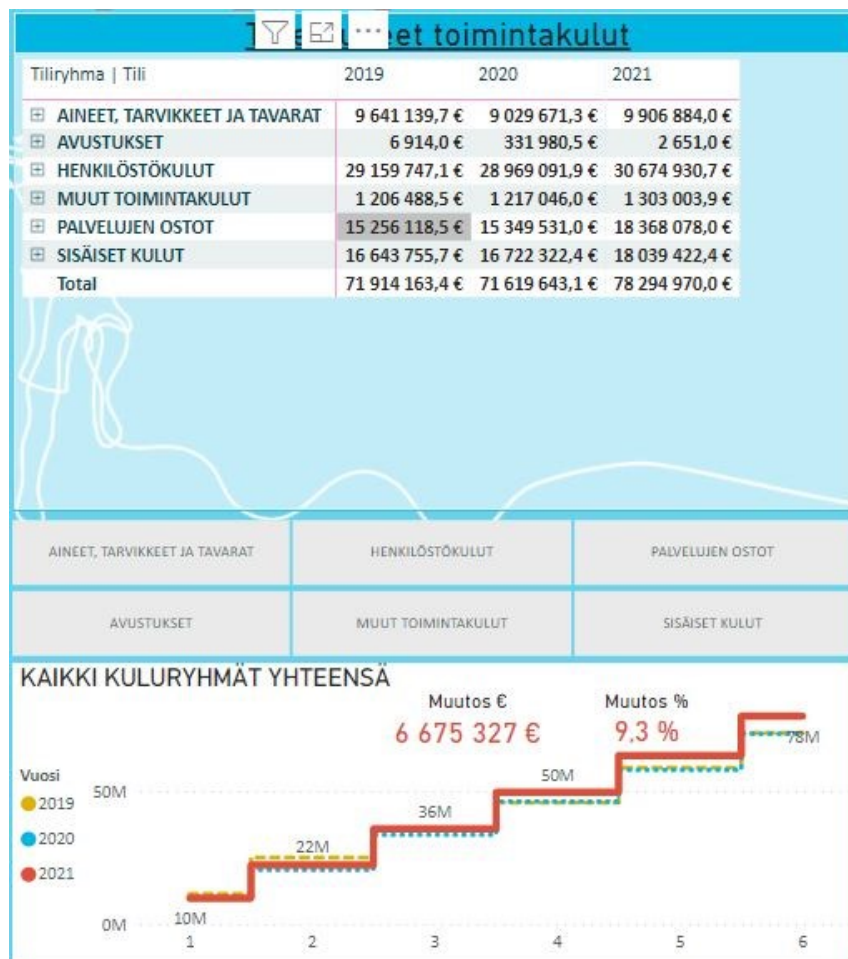 et toimintakulut
Tiliryhma | Tili 2019 2020 2021
AINEET, TARVIKKEET JA TAVARAT 9 641 139,7 € 9 029 671,3 € 9 906 884,0 €
AVUSTUKSET 6 914,0 € 331 980,5 € 2 651,0 €
HENKILÖSTÖKULUT 29 159 747,1 € 28 969 091,9 € 30 674 930,7 €
MUUT TOIMINTAKULUT 1 206 488,5 € 1 217 046,0 € 1 303 003,9 €
PALVELUJEN OSTOT 15 256 118,5 € 15 349 531,0 € 18 368 078,0 €
SISÄISET KULUT 16 643 755,7 € 16 722 322,4 € 18 039 422,4 €
Total 71 914 163,4 € 71 619 643,1 € 78 294 970,0 €
AINEET, TARVIKKEET JA TAVARAT HENKILÖSTÖKULUT PALVELUJEN OSTOT
AVUSTUKSET MUUT TOIMINTAKULUT SISÄISET KULUT
KAIKKI KULURYHMÄT YHTEENSÄ
Muutos € Muutos %
6 675 327 € 9,3 %
78M
Vuosi
50M 50M
2019
36M
2020
22M
2021
10M
0M
1 2 3 4 5 6